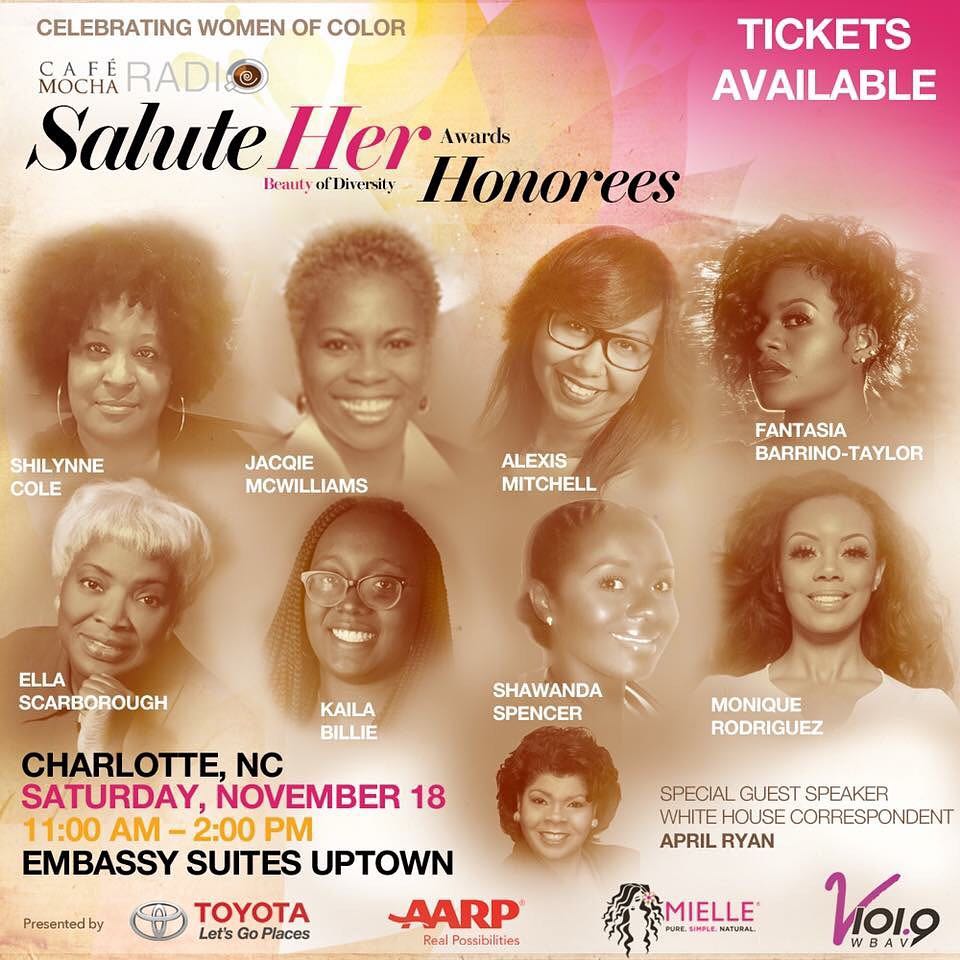 CELEBRATING WOMEN OF COLOR
TICKETS
AVAILABLE
CAFÉ
MOCHA RADIO
Salute Her Awards
Beauty of Diversity
Honorees
SHILYNNE
COLE
JACQIE
MCWILLIAMS
ALEXIS
MITCHELL
FANTASIA
BARRINO-TAYLOR
ELLA
SCARBOROUGH
KAILA
BILLIE
SHAWANDA
SPENCER
MONIQUE
RODRIGUEZ
CHARLOTTE, NC
SATURDAY, NOVEMBER 18
11:00 AM – 2:00 PM
EMBASSY SUITES UPTOWN
SPECIAL GUEST SPEAKER
WHITE HOUSE CORRESPONDENT
APRIL RYAN
Presented by
TOYOTA
Let's Go Places
AARP®
Real Possibilities
MIELLE®
PURE. SIMPLE. NATURAL.
V101.9
WBAV